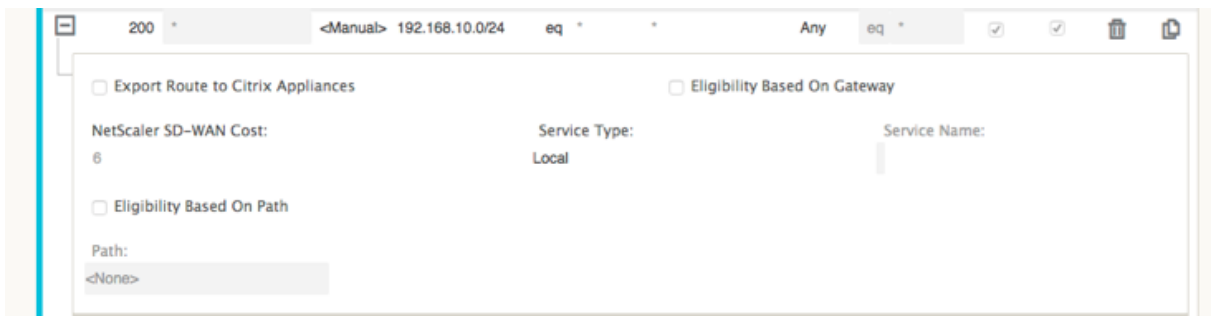 200 * <Manual> 192.168.10.0/24 eq * * Any eq *
Export Route to Citrix Appliances Eligibility Based On Gateway
NetScaler SD-WAN Cost: Service Type: Service Name:
6 Local
Eligibility Based On Path
Path:
<None>